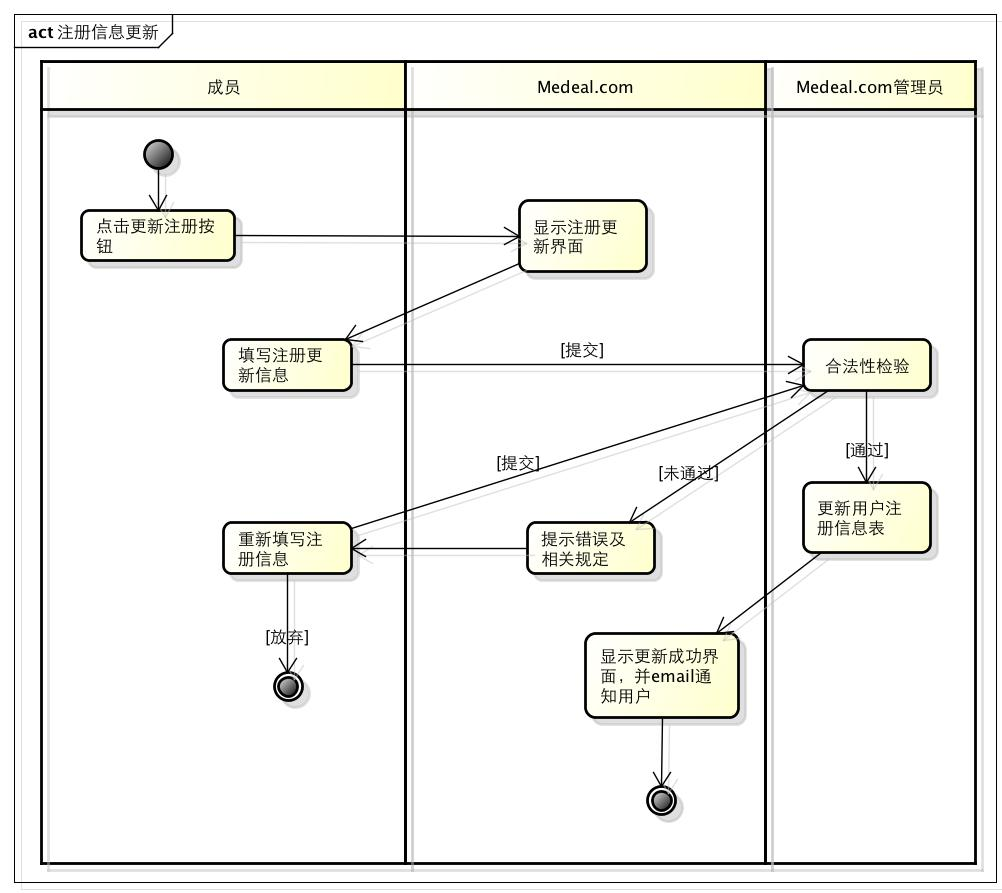 act 注册信息更新
成员
Medeal.com
Medeal.com管理员
点击更新注册按
钮
显示注册更
新界面
填写注册更
新信息
[提交]
合法性检验
[提交]
[未通过]
[通过]
重新填写注
册信息
提示错误及
相关规定
更新用户注
册信息表
[放弃]
显示更新成功界
面，并email通
知用户